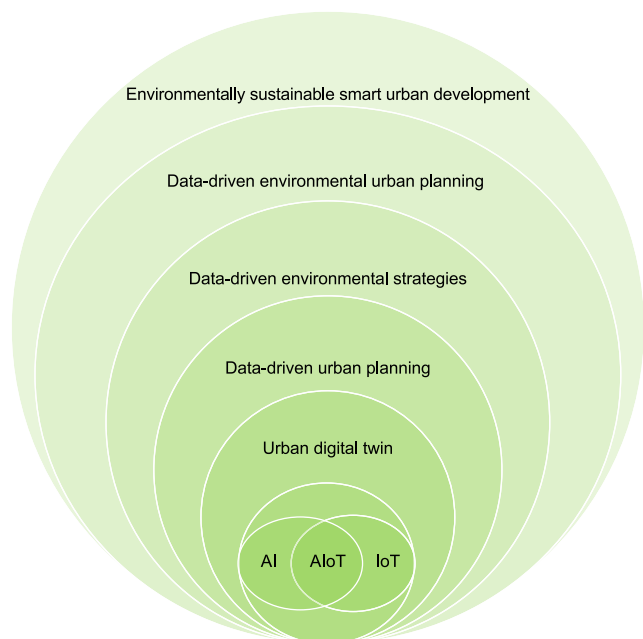 Environmentally sustainable smart urban development
Data-driven environmental urban planning
Data-driven environmental strategies
Data-driven urban planning
Urban digital twin
AI AIoT IoT